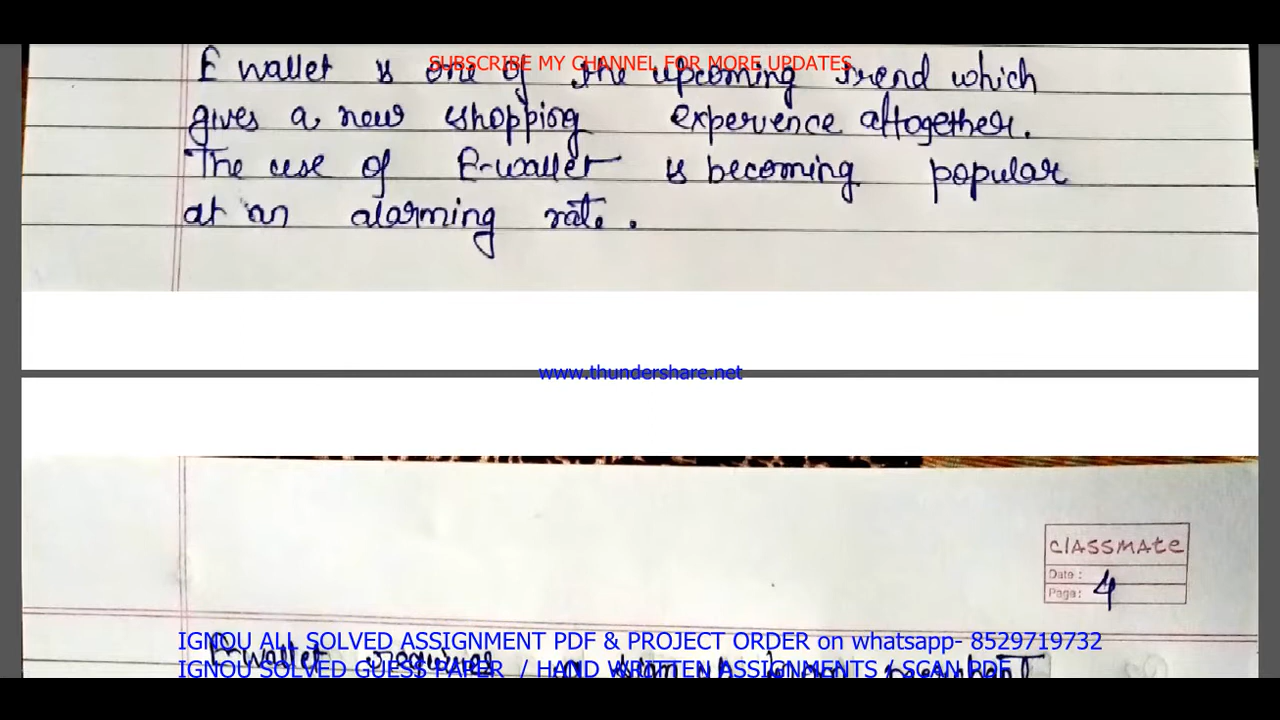 SUBSCRIBE MY CHANNEL FOR MORE UPDATES
E wallet is one of the upcoming trend which
gives a new shopping experience altogether.
The use of E-wallet is becoming popular
at an alarming rate.
www.thundershare.net
classmate
Date :
Page: 4
IGNOU ALL SOLVED ASSIGNMENT PDF & PROJECT ORDER on whatsapp- 8529719732
E-wallet requires
IGNOU SOLVED GUESS PAPER / HAND WRITTEN ASSIGNMENTS / SCAN PDF